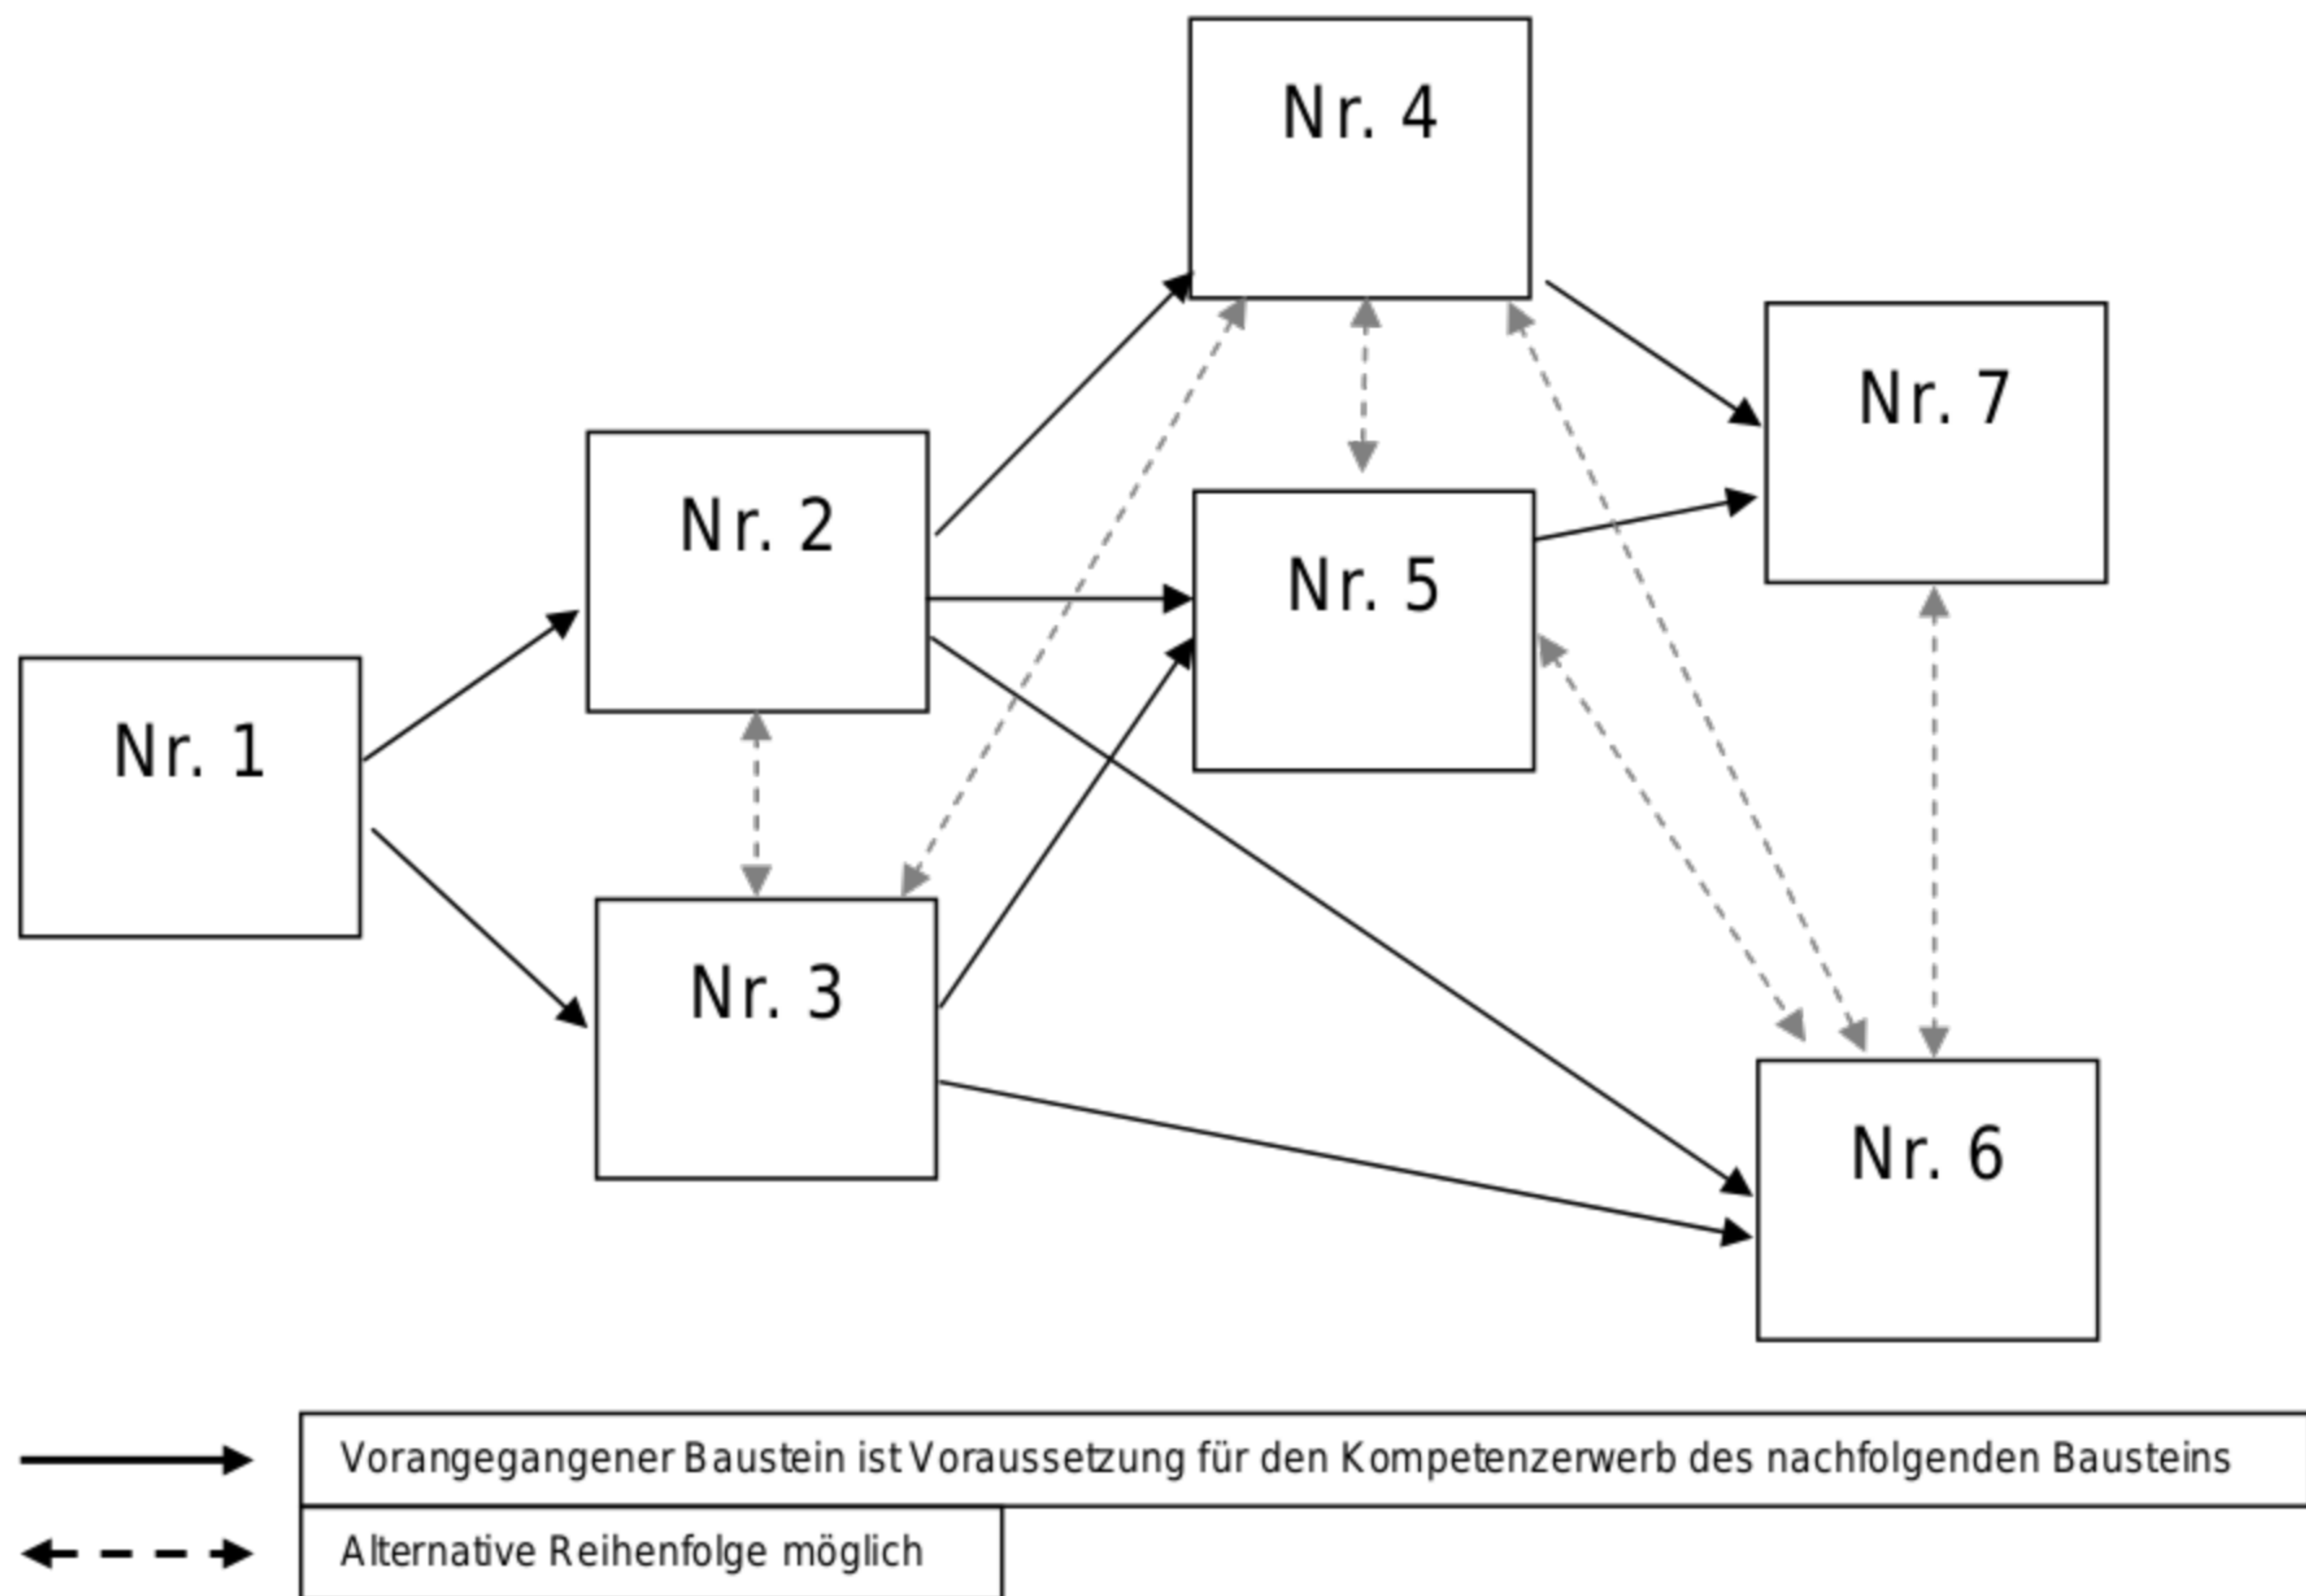 Nr. 4
Nr. 7
Nr. 2
Nr. 5
Nr. 1
Nr. 3
Nr. 6
Vorangegangener Baustein ist Voraussetzung für den Kompetenzerwerb des nachfolgenden Bausteins
Alternative Reihenfolge möglich